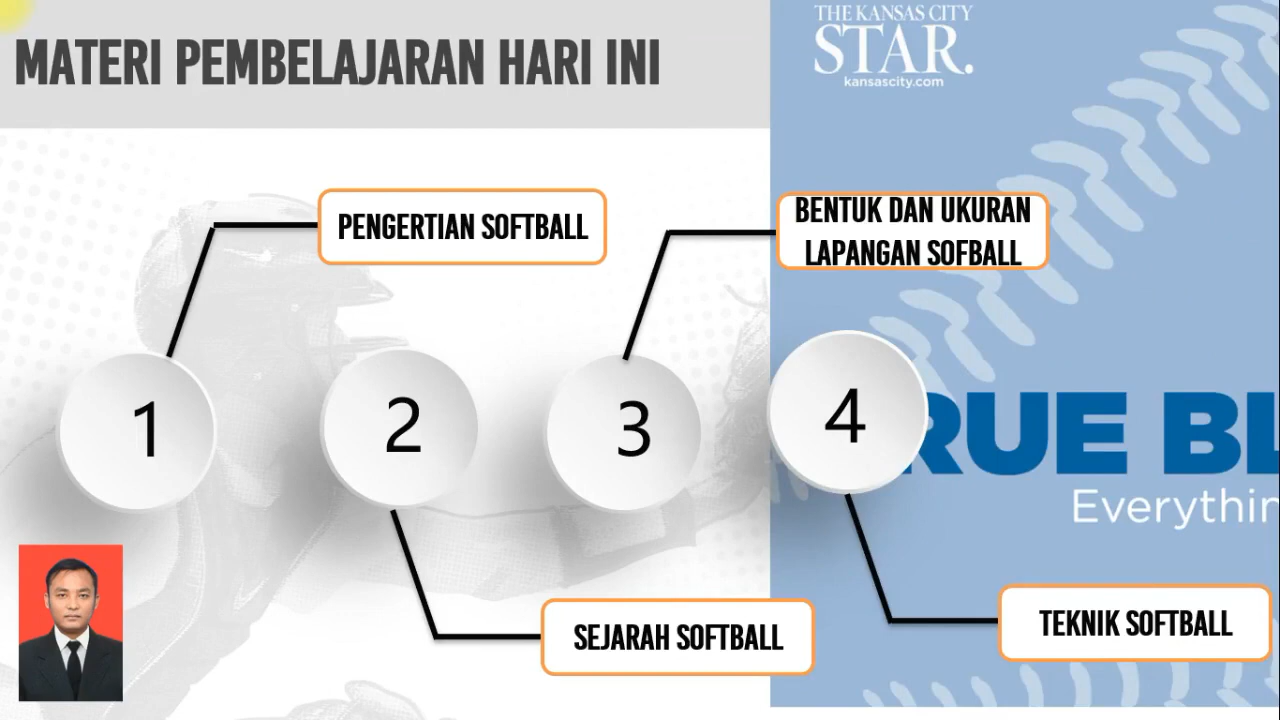 MATERI PEMBELAJARAN HARI INI
THE KANSAS CITY
STAR.
kansascity.com
PENGERTIAN SOFTBALL
BENTUK DAN UKURAN
LAPANGAN SOFBALL
1
2
3
4
RUE BL
Everythin
SEJARAH SOFTBALL
TEKNIK SOFTBALL